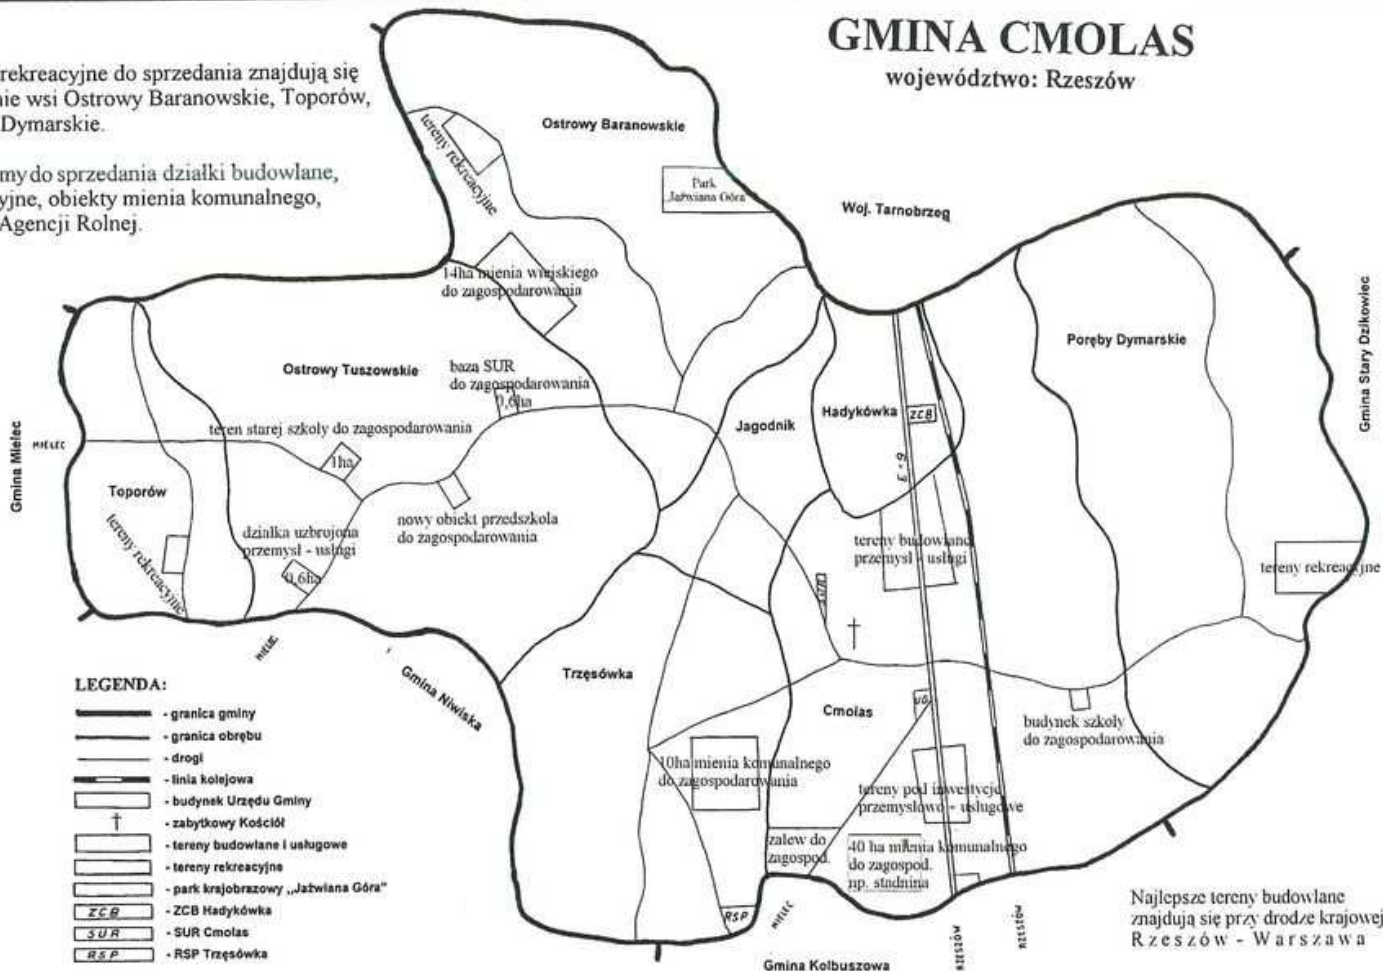 GMINA CMOLAS
województwo: Rzeszów
rekreacyjne do sprzedania znajdują się
nie wsi Ostrowy Baranowskie, Toporów,
Dymarskie.
my do sprzedania działki budowlane,
yjne, obiekty mienia komunalnego,
Agencji Rolnej.
Ostrowy Baranowskie
tereny rekreacyjne
Park
Jaźwiana Góra
Woj. Tarnobrzeg
14ha mienia wiejskiego
do zagospodarowania
Ostrowy Tuszowskie
baza SUR
do zagospodarowania
0,6ha
Poręby Dymarskie
Gmina Stary Dzikowiec
Jagodnik
Hadykówka
ZCB
E-9
teren starej szkoły do zagospodarowania
1ha
Gmina Mielec
MIELEC
Toporów
tereny rekreacyjne
działka uzbrojona
przemysł - usługi
0,6ha
nowy obiekt przedszkola
do zagospodarowania
tereny budowlane
przemysł - usługi
tereny rekreacyjne
SUR
†
MIELEC
Gmina Niwiska
Trzęsówka
Cmolas
UG
budynek szkoły
do zagospodarowania
10ha mienia komunalnego
do zagospodarowania
tereny pod inwestycje
przemysłowo - usługowe
zalew do
zagospod.
40 ha mienia komunalnego
do zagospod.
np. stadnina
RSP
MIELEC
RZESZÓW
RZESZÓW
Gmina Kolbuszowa
LEGENDA:
- granica gminy
- granica obrębu
- drogi
- linia kolejowa
- budynek Urzędu Gminy
† - zabytkowy Kościół
- tereny budowlane i usługowe
- tereny rekreacyjne
- park krajobrazowy „Jaźwiana Góra"
ZCB - ZCB Hadykówka
SUR - SUR Cmolas
RSP - RSP Trzęsówka
Najlepsze tereny budowlane
znajdują się przy drodze krajowej
Rzeszów - Warszawa